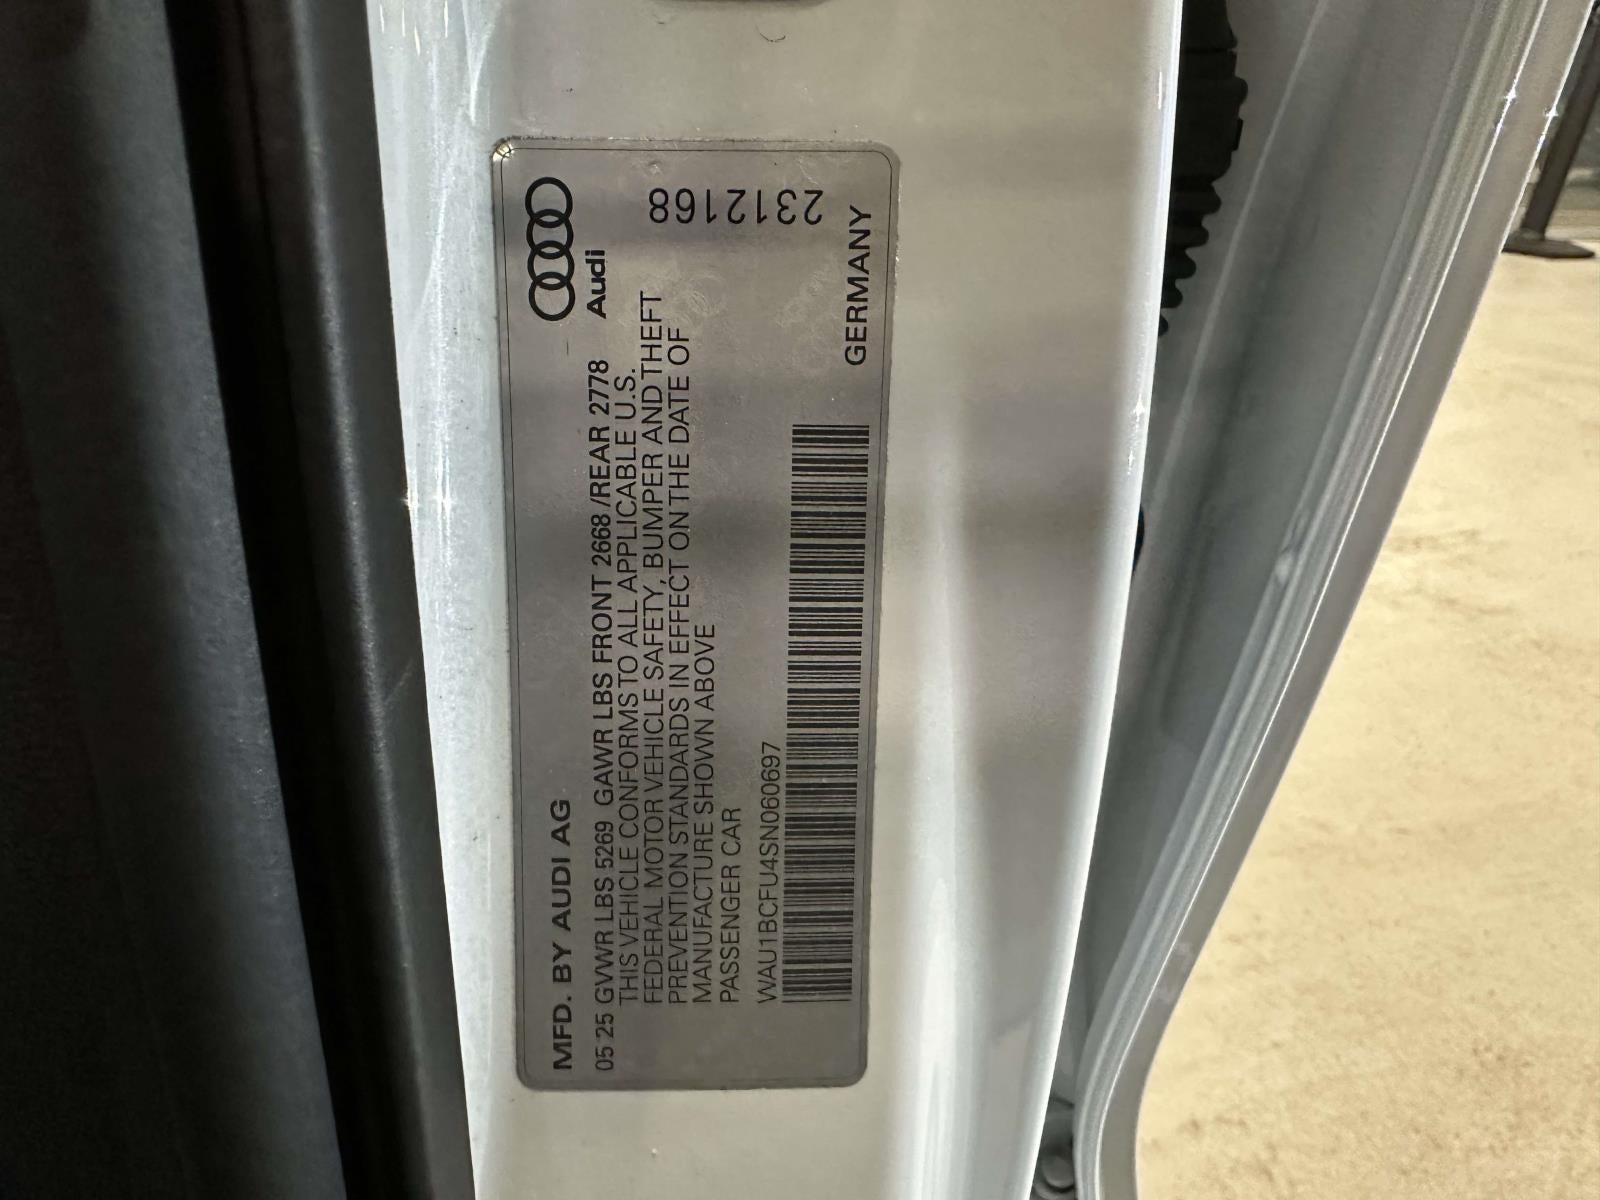 MFD. BY AUDI AG
Audi
05 25 GVWR LBS 5269 GAWR LBS FRONT 2668 /REAR 2778
THIS VEHICLE CONFORMS TO ALL APPLICABLE U.S.
FEDERAL MOTOR VEHICLE SAFETY, BUMPER AND THEFT
PREVENTION STANDARDS IN EFFECT ON THE DATE OF
MANUFACTURE SHOWN ABOVE
PASSENGER CAR
2312168
WAU1BCFU4SN060697
GERMANY